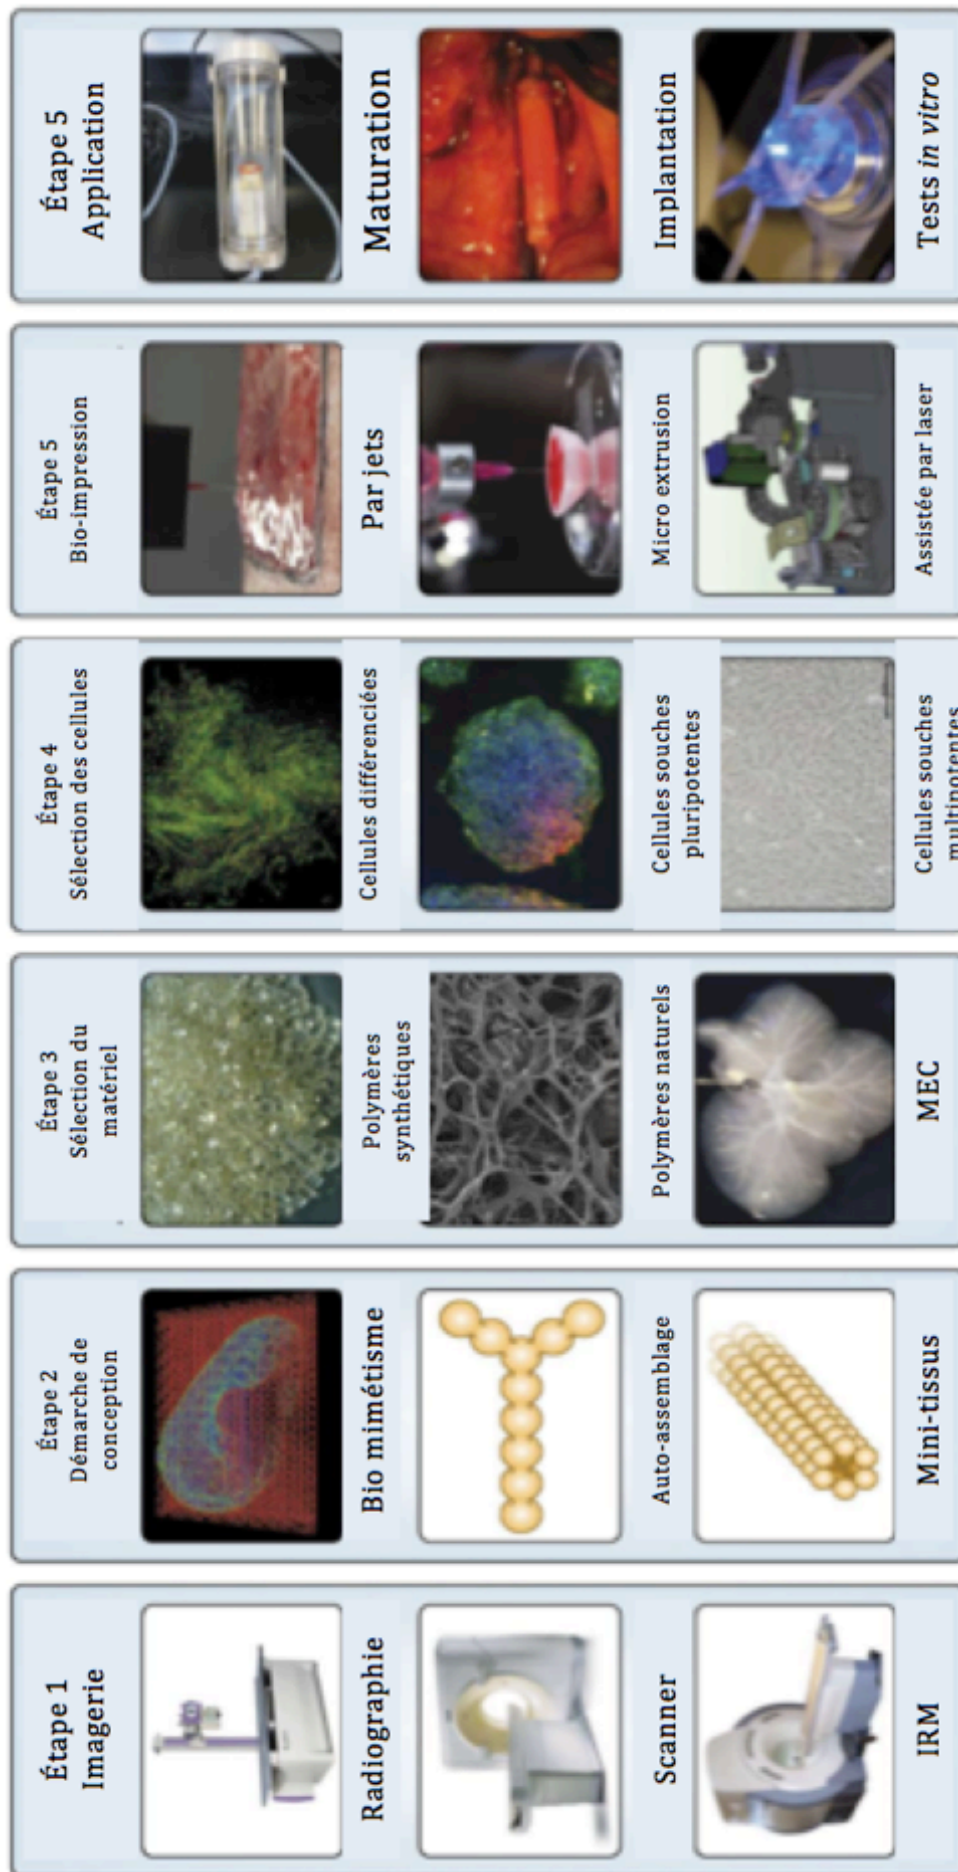 Étape 1
Imagerie
Radiographie
Scanner
IRM
Étape 2
Démarche de
conception
Bio mimétisme
Auto-assemblage
Mini-tissus
Étape 3
Sélection du
matériel
Polymères
synthétiques
Polymères naturels
MEC
Étape 4
Sélection des cellules
Cellules différenciées
Cellules souches
pluripotentes
Cellules souches
multipotentes
Étape 5
Bio-impression
Par jets
Micro extrusion
Assistée par laser
Étape 5
Application
Maturation
Implantation
Tests in vitro